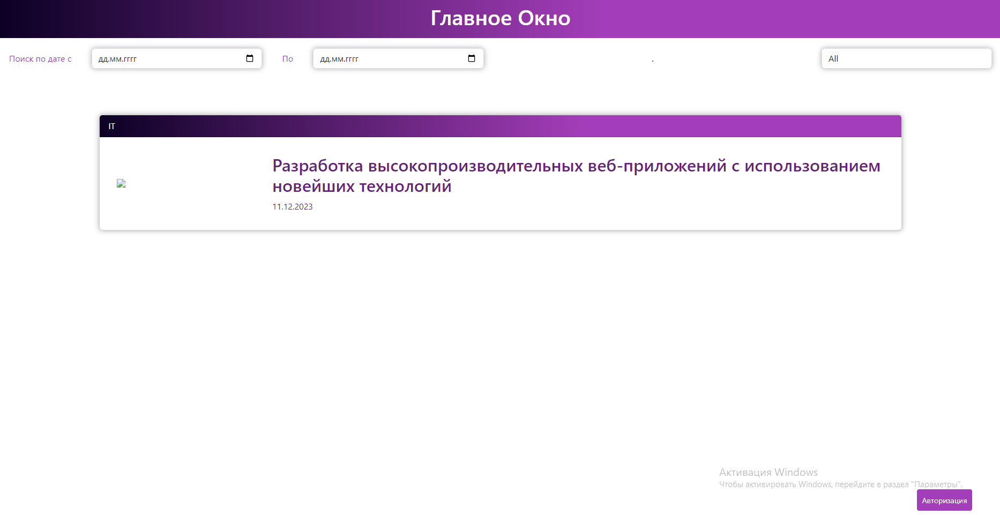 Главное Окно
Поиск по дате с
дд.мм.гггг
По
дд.мм.гггг
.
All
IT
Разработка высокопроизводительных веб-приложений с использованием
новейших технологий
11.12.2023
Активация Windows
Чтобы активировать Windows, перейдите в раздел "Параметры".
Авторизация